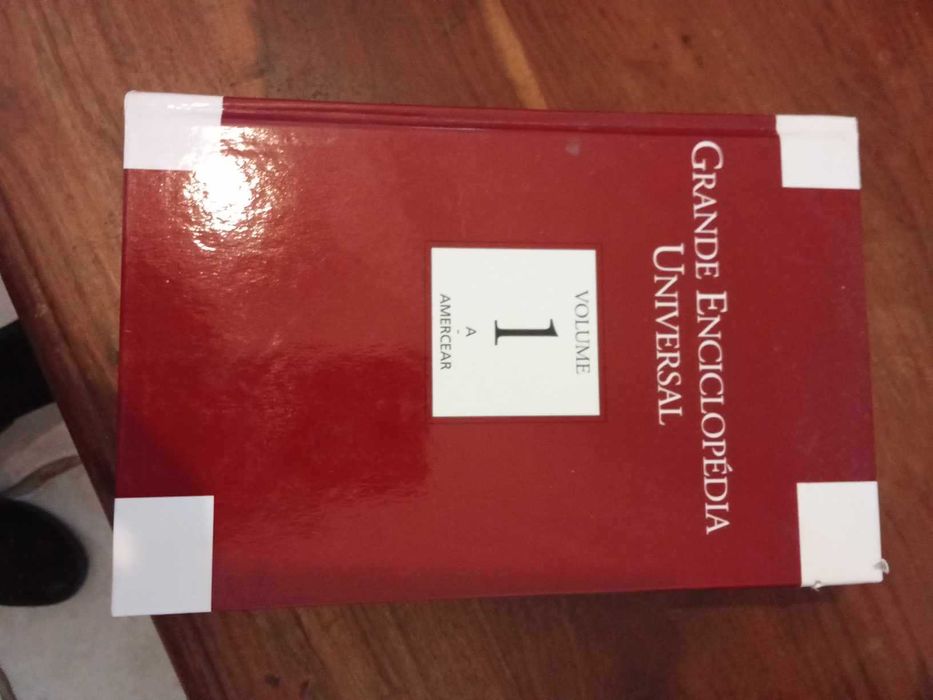 GRANDE ENCICLOPÉDIA
UNIVERSAL
VOLUME
1
A
-
AMERCEAR